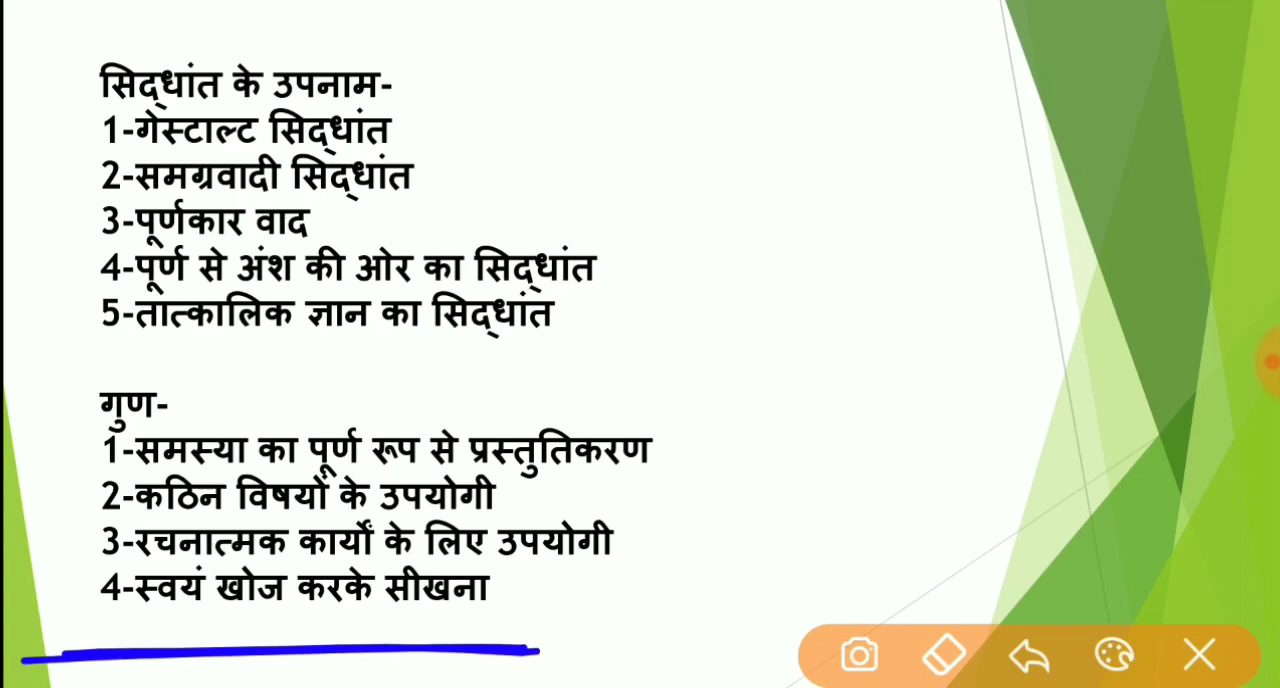 सिद्धांत के उपनाम-
1-गेस्टाल्ट सिद्धांत
2-समग्रवादी सिद्धांत
3-पूर्णकार वाद
4-पूर्ण से अंश की ओर का सिद्धांत
5-तात्कालिक ज्ञान का सिद्धांत
गुण-
1-समस्या का पूर्ण रूप से प्रस्तुतिकरण
2-कठिन विषयों के उपयोगी
3-रचनात्मक कार्यों के लिए उपयोगी
4-स्वयं खोज करके सीखना